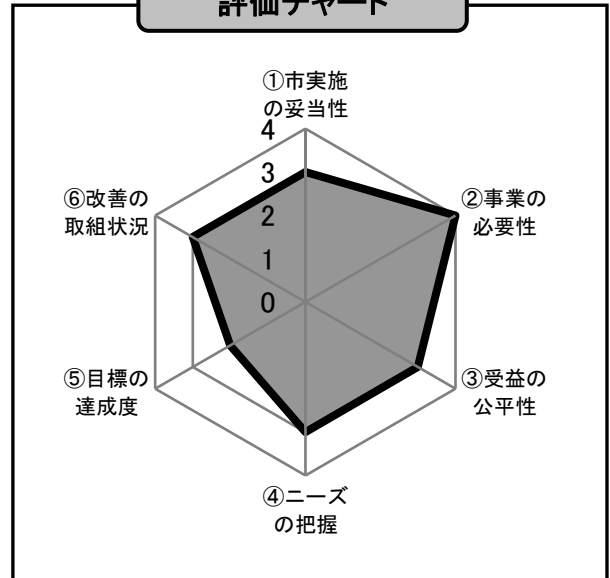 評価チャート
①市実施
の妥当性
4
3
2
1
0
②事業の
必要性
③受益の
公平性
④ニーズ
の把握
⑤目標の
達成度
⑥改善の
取組状況